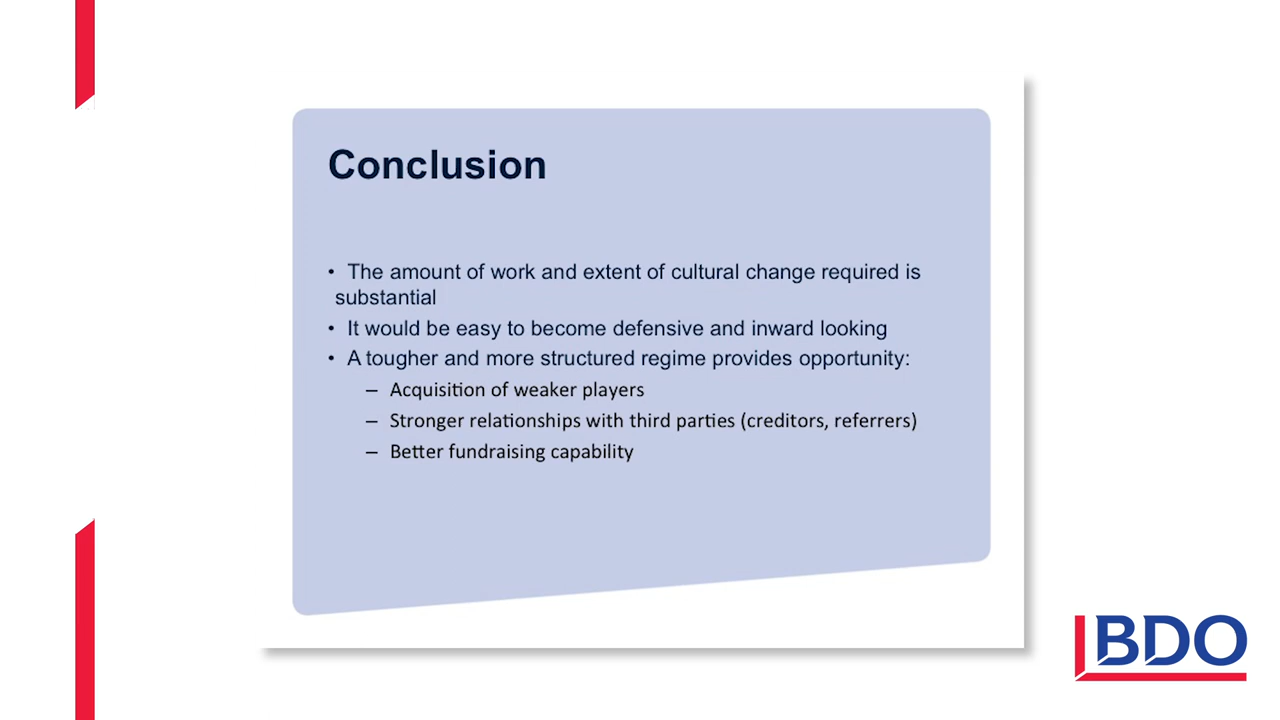 Conclusion
• The amount of work and extent of cultural change required is
substantial
• It would be easy to become defensive and inward looking
• A tougher and more structured regime provides opportunity:
– Acquisition of weaker players
– Stronger relationships with third parties (creditors, referrers)
– Better fundraising capability
BDO